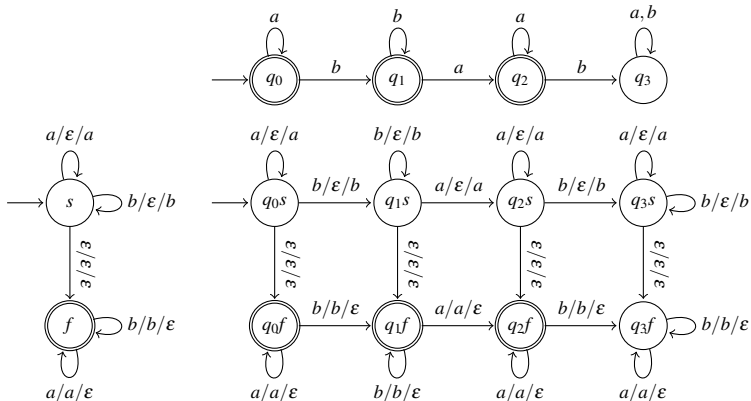 a b a a, b
q0 b q1 a q2 b q3
a/ε/a a/ε/a b/ε/b a/ε/a a/ε/a
s b/ε/b q0s b/ε/b q1s a/ε/a q2s b/ε/b q3s b/ε/b
ε/ε/ε ε/ε/ε ε/ε/ε ε/ε/ε ε/ε/ε
f b/b/ε q0f b/b/ε q1f a/a/ε q2f b/b/ε q3f b/b/ε
a/a/ε a/a/ε b/b/ε a/a/ε a/a/ε